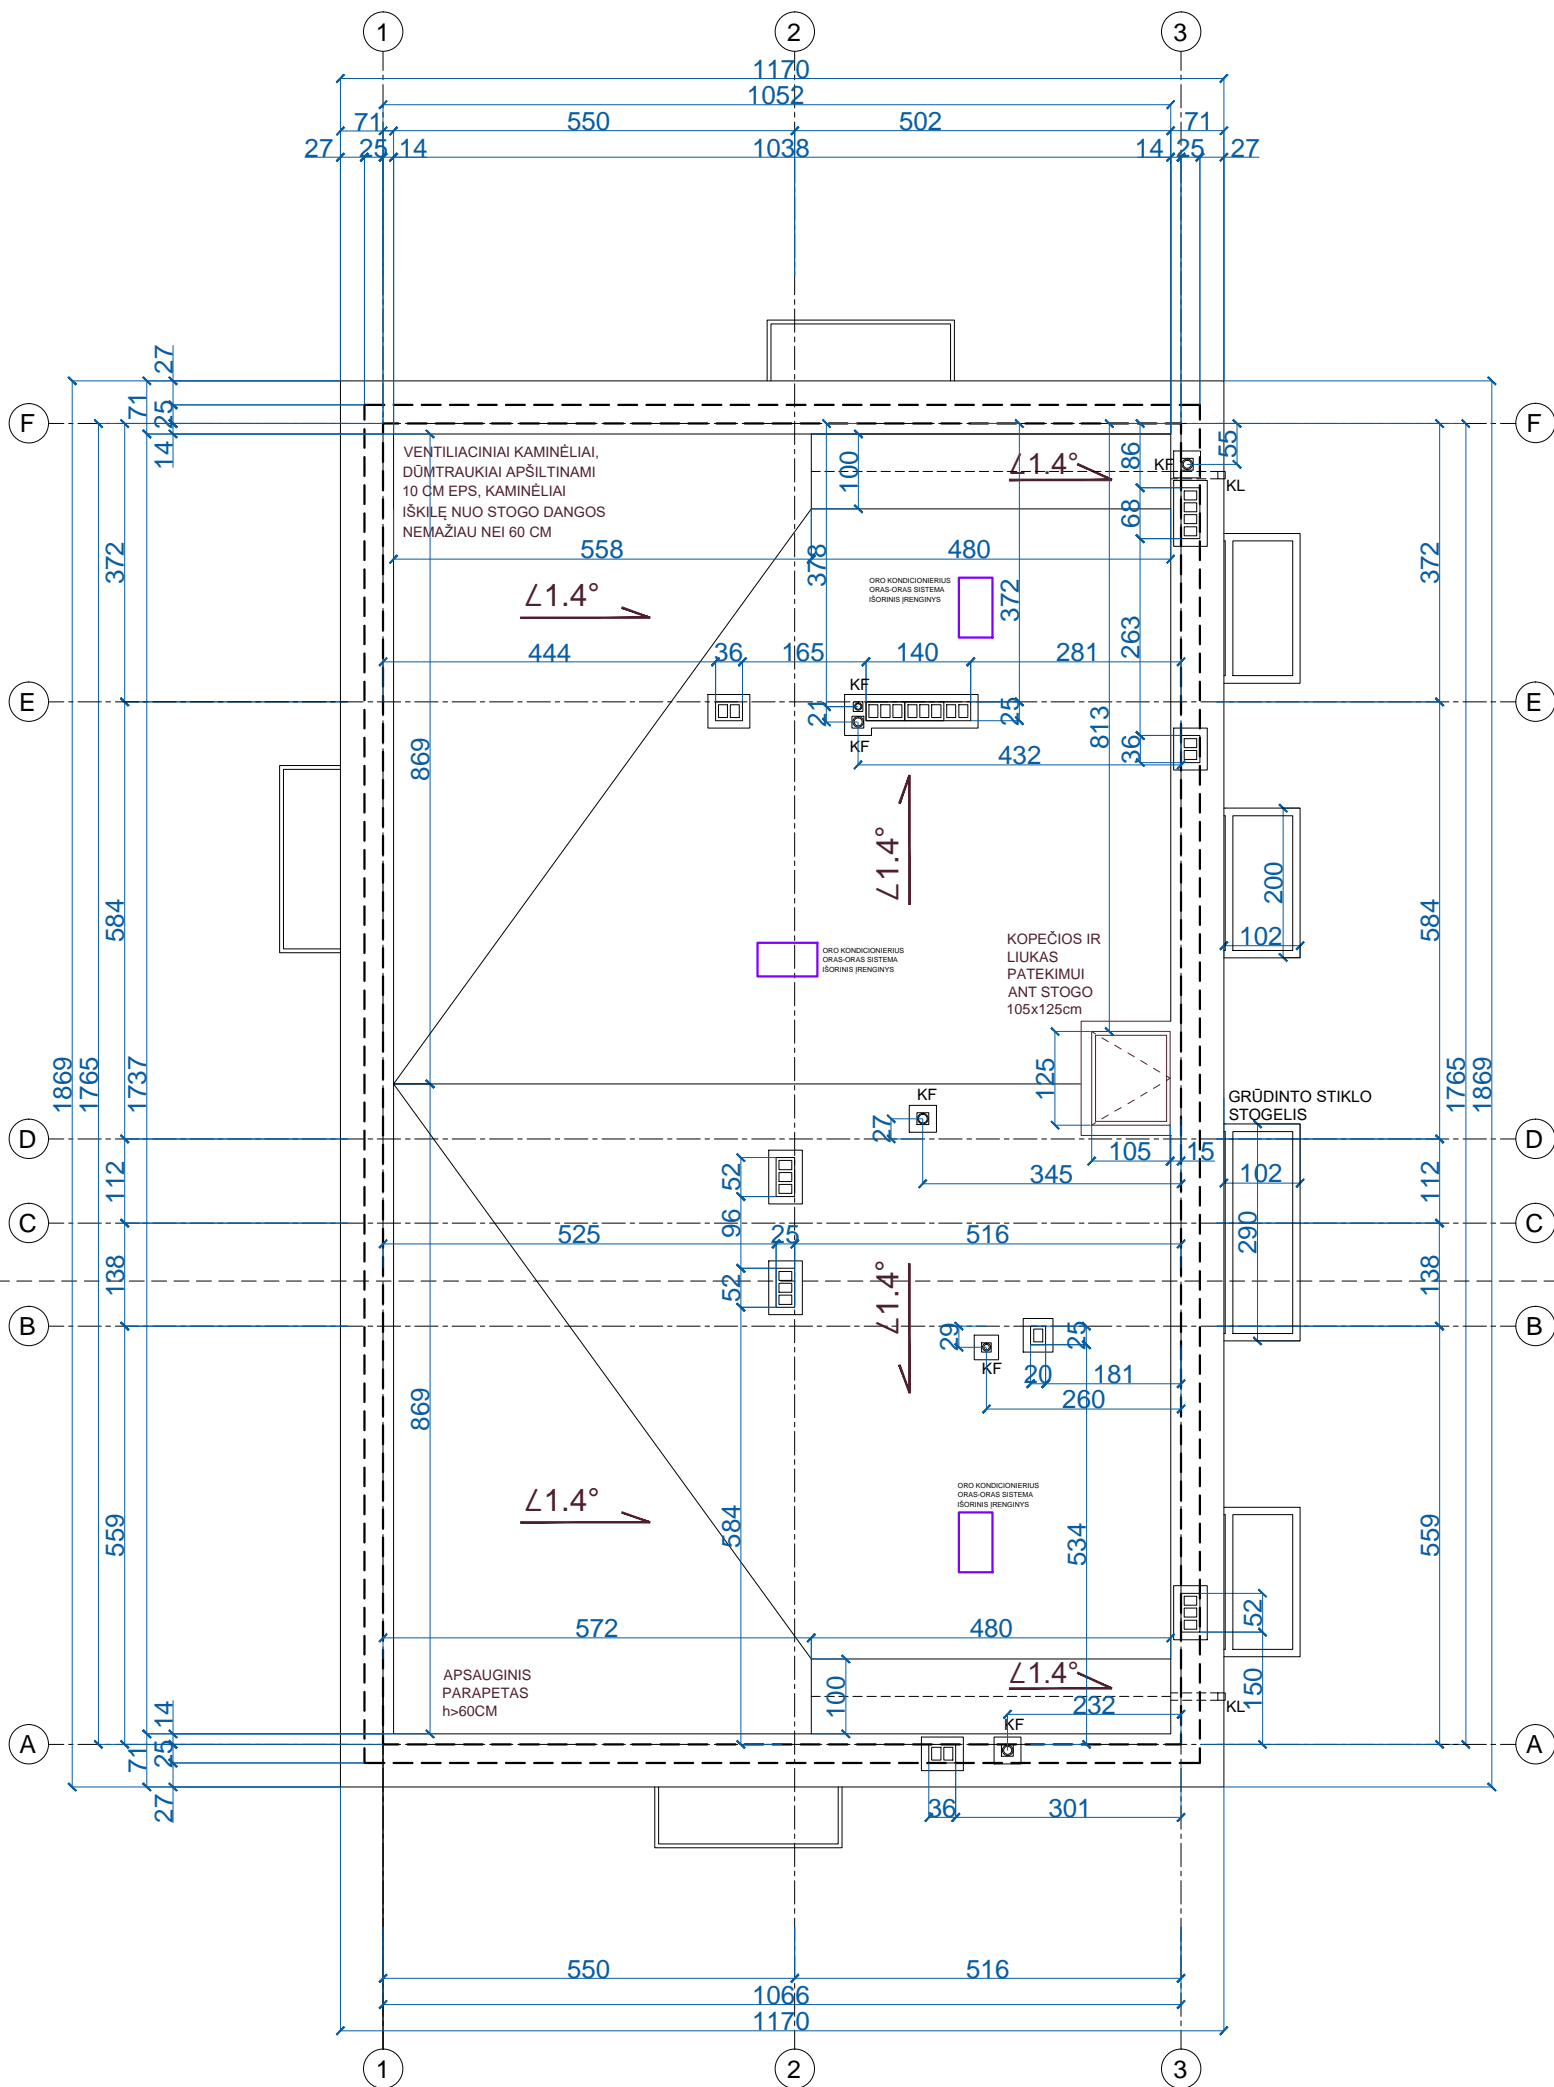 1 2 3
1170
1052
71 550 502 71
27 25 14 1038 14 25 27
27
71
25
14
F F
VENTILIACINIAI KAMINĖLIAI,
DŪMTRAUKIAI APŠILTINAMI
10 CM EPS, KAMINĖLIAI
IŠKILĘ NUO STOGO DANGOS
NEMAŽIAU NEI 60 CM
100
∠1.4°
86
KF
55
KL
68
372
558
378
480
372
∠1.4°
ORO KONDICIONIERIUS
ORAS-ORAS SISTEMA
IŠORINIS ĮRENGINYS
372
263
444 36 165 140 281
E E
KF
21
KF
25
813
36
432
869
∠1.4°
584
200
584
102
ORO KONDICIONIERIUS
ORAS-ORAS SISTEMA
IŠORINIS ĮRENGINYS
KOPEČIOS IR
LIUKAS
PATEKIMUI
ANT STOGO
105x125cm
1869
1765
1737
125
1765
1869
GRŪDINTO STIKLO
STOGELIS
KF
27
D D
105 15
345
52
112
102
112
96
C C
525 25 516
290
138
52
∠1.4°
138
B B
29
KF
25
20 181
260
869
∠1.4°
559
584
ORO KONDICIONIERIUS
ORAS-ORAS SISTEMA
IŠORINIS ĮRENGINYS
534
559
52
572 480
APSAUGINIS
PARAPETAS
h>60CM
100
∠1.4°
232
150
KL
KF
14
A A
71
25
27
36 301
550 516
1066
1170
1 2 3